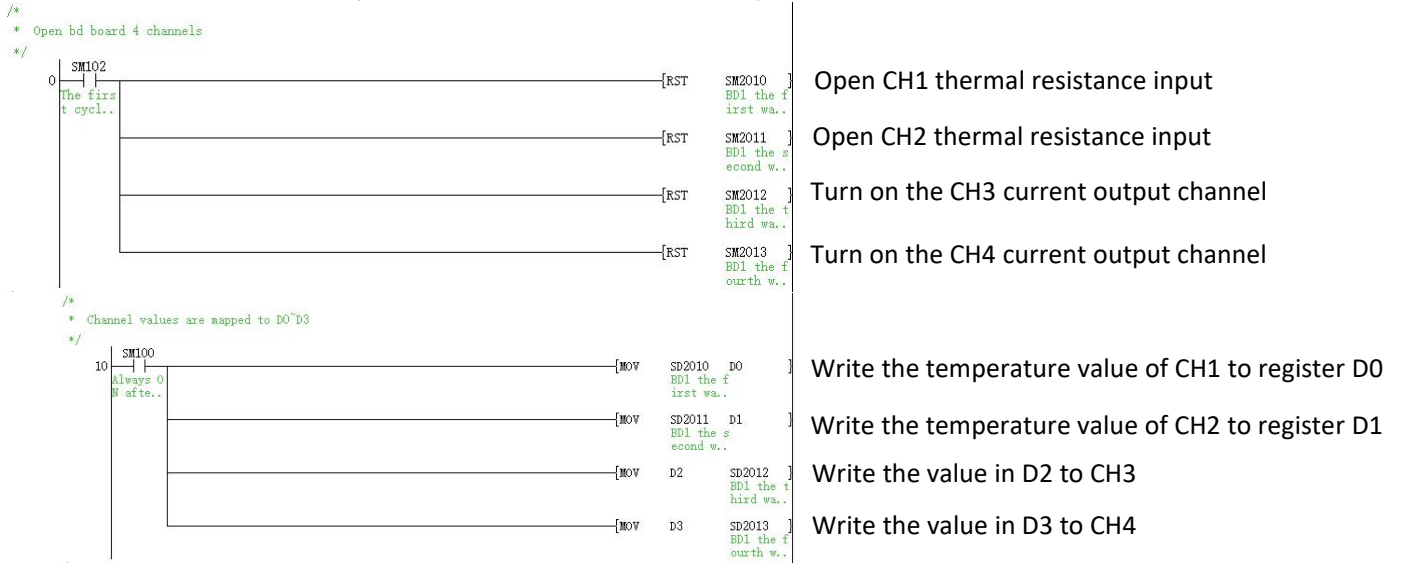 /*
* Open bd board 4 channels
*/
SM102
0 [RST SM2010 ] Open CH1 thermal resistance input
The firs BD1 the f
t cycl.. irst wa..
[RST SM2011 ] Open CH2 thermal resistance input
BD1 the s
econd w..
[RST SM2012 ] Turn on the CH3 current output channel
BD1 the t
hird wa..
[RST SM2013 ] Turn on the CH4 current output channel
BD1 the f
ourth w..
/*
* Channel values are mapped to D0~D3
*/
SM100
10 [MOV SD2010 D0 ] Write the temperature value of CH1 to register D0
Always O BD1 the f
N afte.. irst wa..
[MOV SD2011 D1 ] Write the temperature value of CH2 to register D1
BD1 the s
econd w..
[MOV D2 SD2012 ] Write the value in D2 to CH3
BD1 the t
hird wa..
[MOV D3 SD2013 ] Write the value in D3 to CH4
BD1 the f
ourth w..